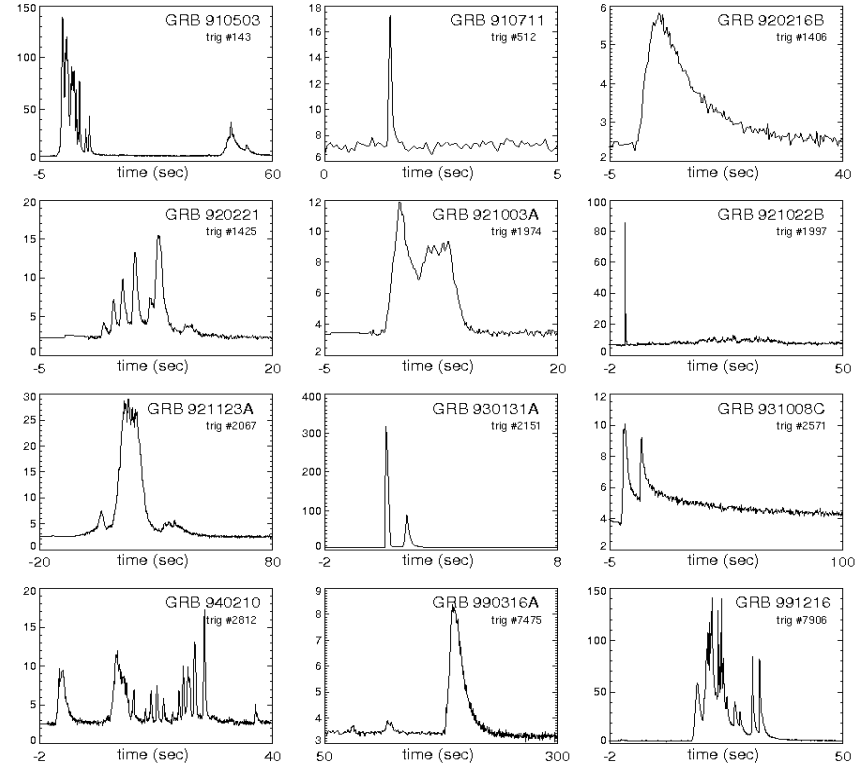 GRB 910503
trig #143
150
100
50
0
-5
time (sec)
60
GRB 910711
trig #512
18
16
14
12
10
8
6
0
time (sec)
5
GRB 920216B
trig #1406
6
5
4
3
2
-5
time (sec)
40
GRB 920221
trig #1425
20
15
10
5
0
-5
time (sec)
20
GRB 921003A
trig #1974
12
10
8
6
4
2
-5
time (sec)
20
GRB 921022B
trig #1997
100
80
60
40
20
0
-2
time (sec)
50
GRB 921123A
trig #2067
30
25
20
15
10
5
0
-20
time (sec)
80
GRB 930131A
trig #2151
400
300
200
100
0
-2
time (sec)
8
GRB 931008C
trig #2571
12
10
8
6
4
2
-5
time (sec)
100
GRB 940210
trig #2812
20
15
10
5
0
-2
time (sec)
40
GRB 990316A
trig #7475
9
8
7
6
5
4
3
50
time (sec)
300
GRB 991216
trig #7906
150
100
50
0
-2
time (sec)
50